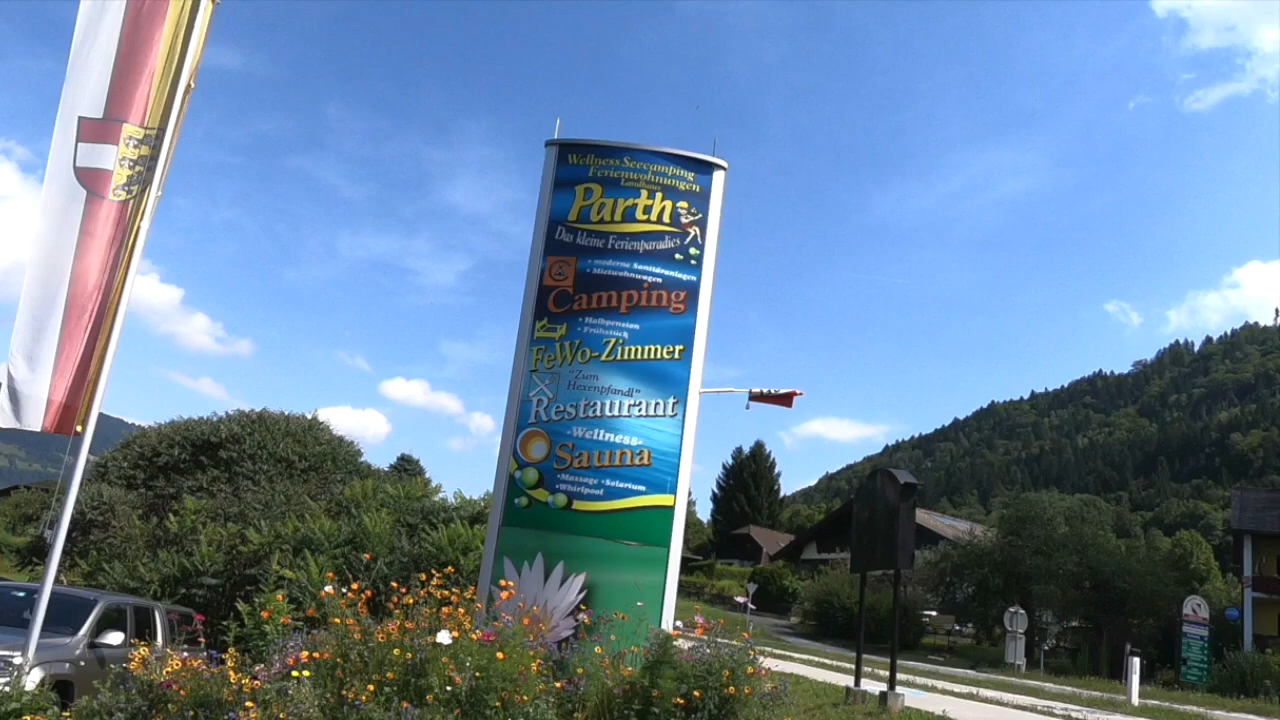 Wellness Seecamping
Ferienwohnungen
Landhaus
Parth
Das kleine Ferienparadies
• moderne Sanitäranlagen
• Mietwohnwagen
Camping
• Halbpension
• Frühstück
FeWo-Zimmer
"Zum
Hexenpfandl"
Restaurant
-Wellness-
Sauna
•Massage •Solarium
•Whirlpool